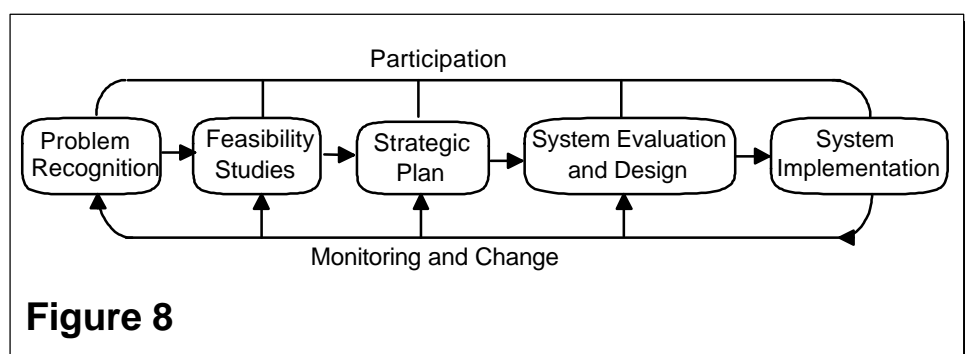 Participation
Problem
Recognition
Feasibility
Studies
Strategic
Plan
System Evaluation
and Design
System
Implementation
Monitoring and Change
Figure 8